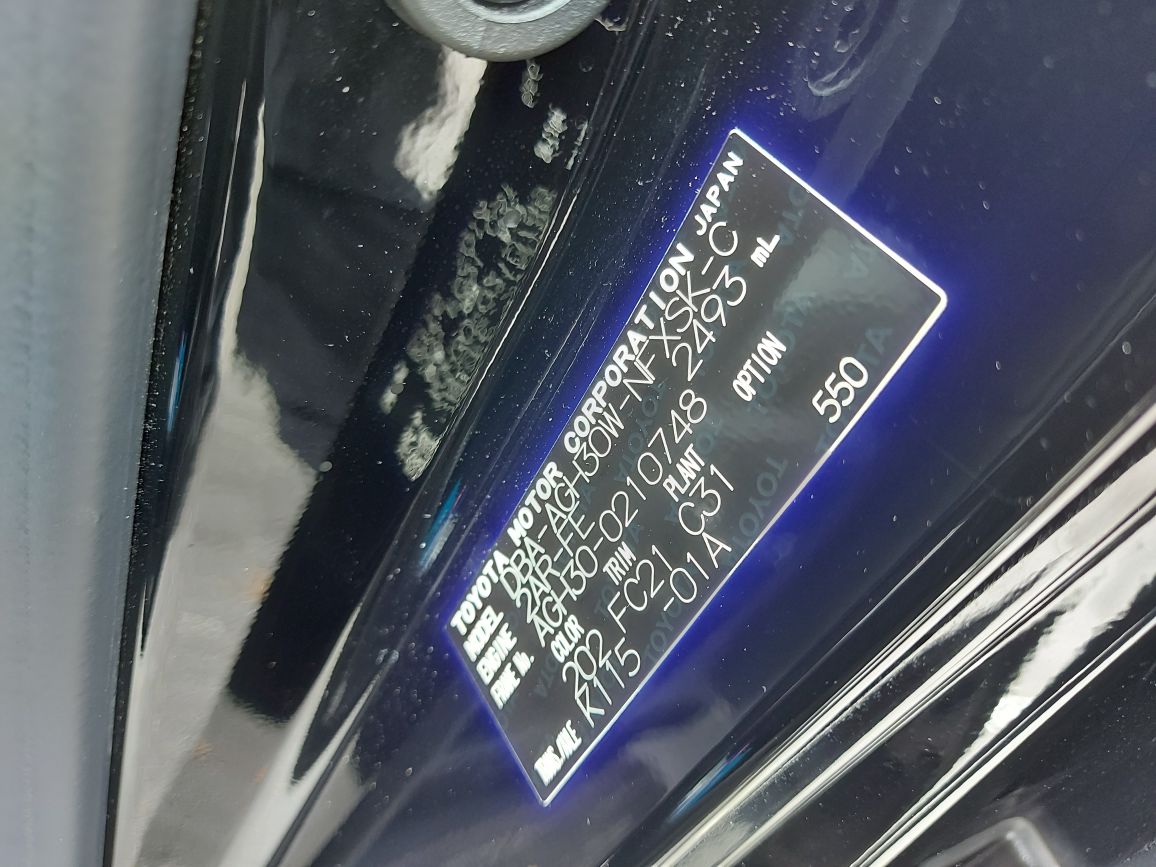 TOYOTA MOTOR CORPORATION JAPAN
MODEL DBA-AGH30W-NFXSK-C
ENGINE 2AR-FE 2493 mL
FRAME No. AGH30-0210748
COLOR TRIM PLANT OPTION
202 FC21 C31
TRANS/AXLE K115 -01A 550